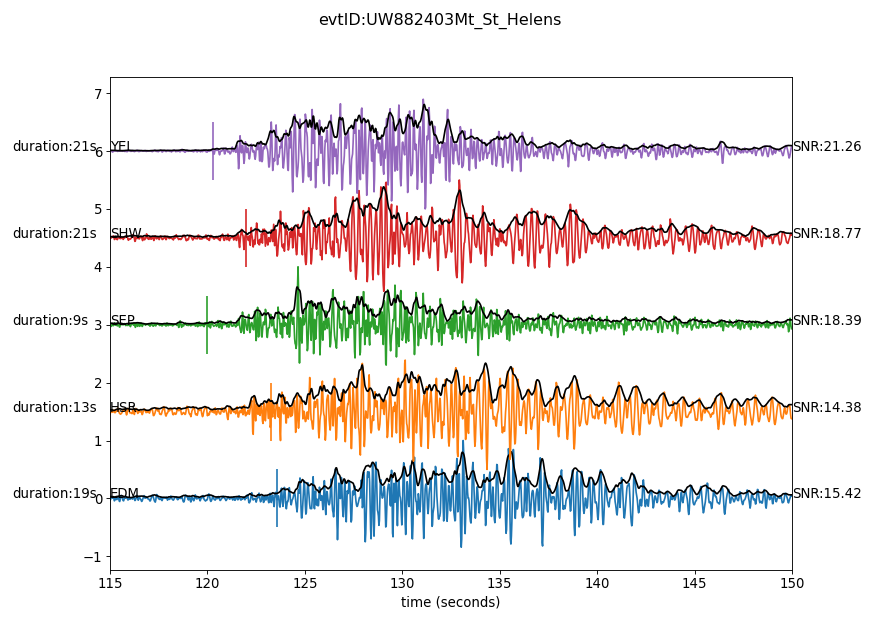 evtID:UW882403Mt_St_Helens
7
duration:21s YEL 6 SNR:21.26
5
duration:21s SHW SNR:18.77
4
duration:9s SEP 3 SNR:18.39
2
duration:13s HSR SNR:14.38
1
duration:19s EDM 0 SNR:15.42
−1
115 120 125 130 135 140 145 150
time (seconds)